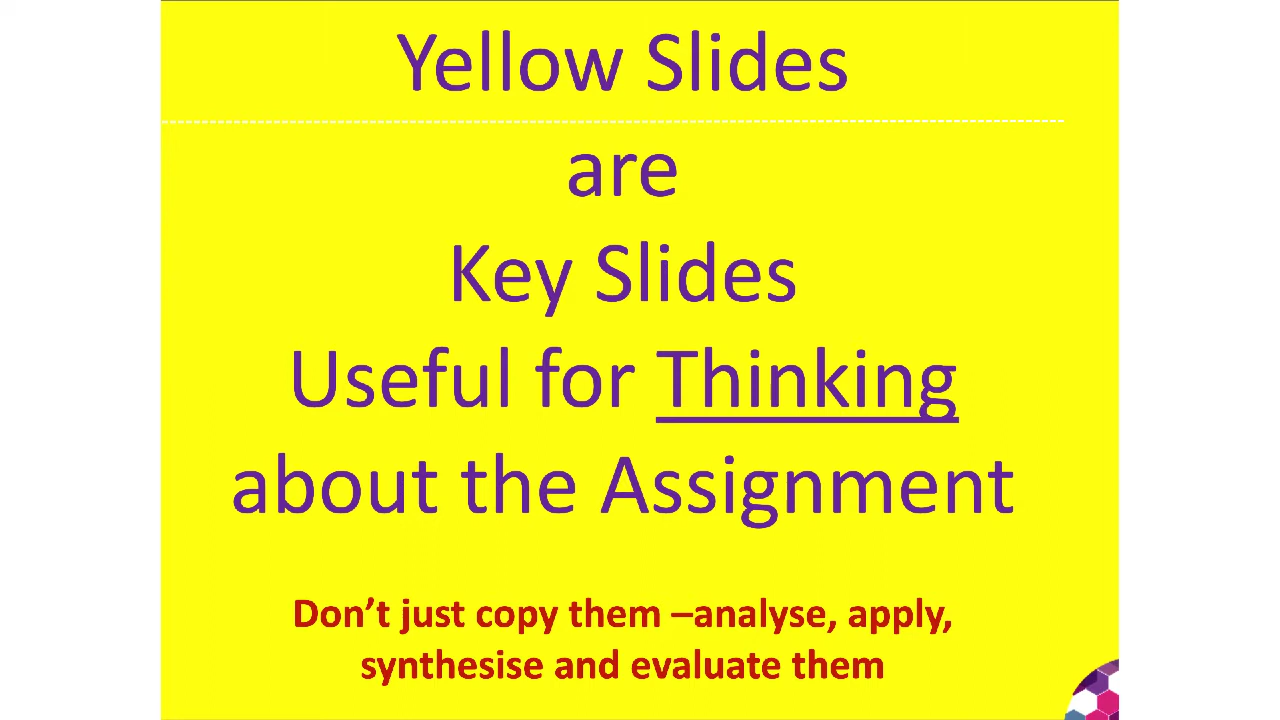 Yellow Slides
are
Key Slides
Useful for Thinking
about the Assignment
Don’t just copy them –analyse, apply,
synthesise and evaluate them